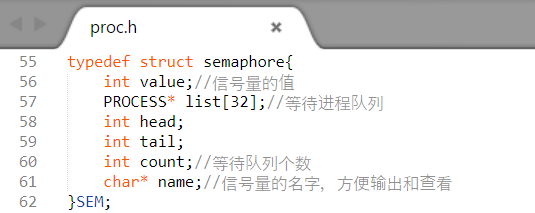 proc.h
55 typedef struct semaphore{
56 int value;//信号量的值
57 PROCESS* list[32];//等待进程队列
58 int head;
59 int tail;
60 int count;//等待队列个数
61 char* name;//信号量的名字，方便输出和查看
62 }SEM;